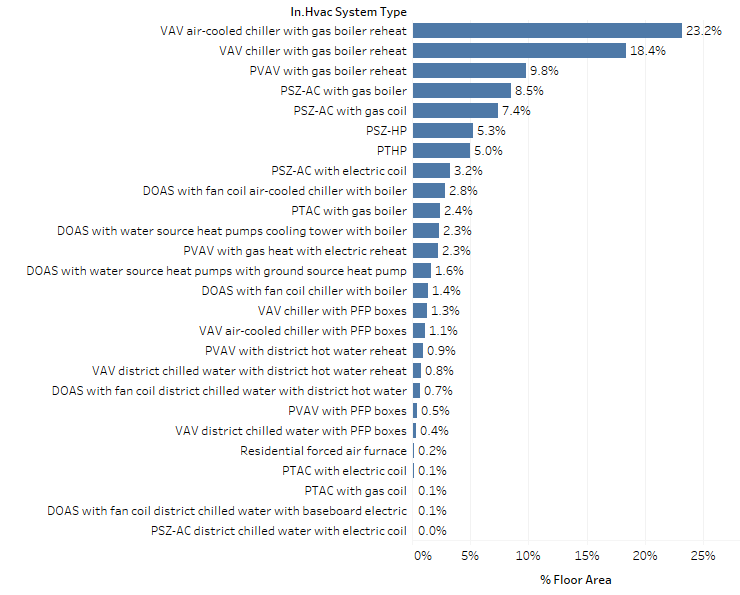 In.Hvac System Type
VAV air-cooled chiller with gas boiler reheat 23.2%
VAV chiller with gas boiler reheat 18.4%
PVAV with gas boiler reheat 9.8%
PSZ-AC with gas boiler 8.5%
PSZ-AC with gas coil 7.4%
PSZ-HP 5.3%
PTHP 5.0%
PSZ-AC with electric coil 3.2%
DOAS with fan coil air-cooled chiller with boiler 2.8%
PTAC with gas boiler 2.4%
DOAS with water source heat pumps cooling tower with boiler 2.3%
PVAV with gas heat with electric reheat 2.3%
DOAS with water source heat pumps with ground source heat pump 1.6%
DOAS with fan coil chiller with boiler 1.4%
VAV chiller with PFP boxes 1.3%
VAV air-cooled chiller with PFP boxes 1.1%
PVAV with district hot water reheat 0.9%
VAV district chilled water with district hot water reheat 0.8%
DOAS with fan coil district chilled water with district hot water 0.7%
PVAV with PFP boxes 0.5%
VAV district chilled water with PFP boxes 0.4%
Residential forced air furnace 0.2%
PTAC with electric coil 0.1%
PTAC with gas coil 0.1%
DOAS with fan coil district chilled water with baseboard electric 0.1%
PSZ-AC district chilled water with electric coil 0.0%
0% 5% 10% 15% 20% 25%
% Floor Area